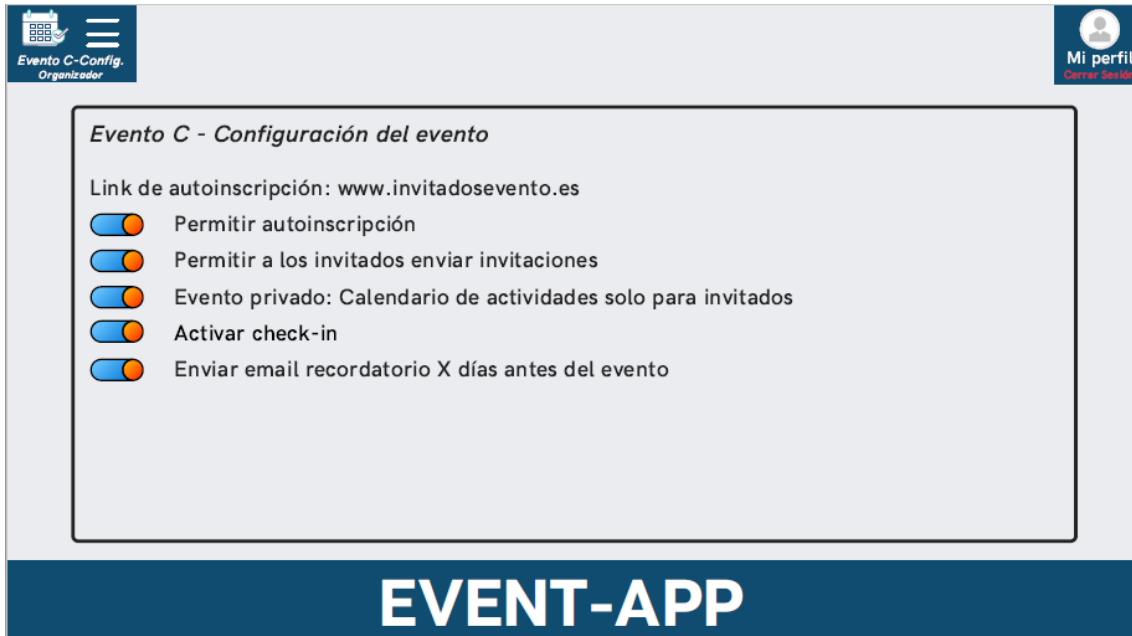 Evento C-Config.
Organizador
Mi perfil
Cerrar Sesión
Evento C - Configuración del evento
Link de autoinscripción: www.invitadosevento.es
Permitir autoinscripción
Permitir a los invitados enviar invitaciones
Evento privado: Calendario de actividades solo para invitados
Activar check-in
Enviar email recordatorio X días antes del evento
EVENT-APP